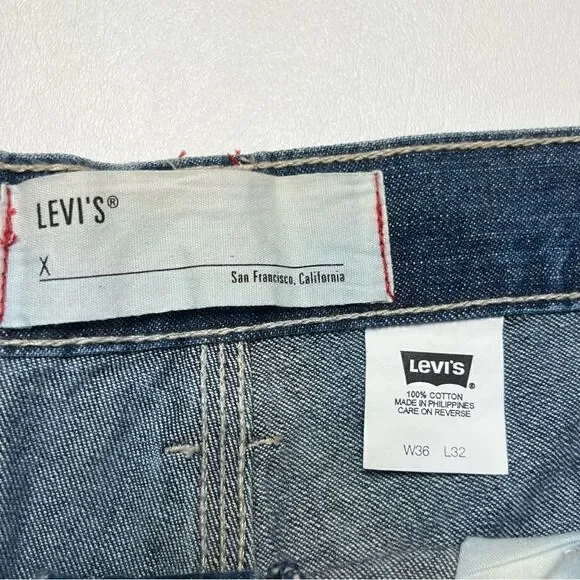 LEVI'S®
X
San Francisco, California
LEVI'S ®
100% COTTON
MADE IN PHILIPPINES
CARE ON REVERSE
W36 L32